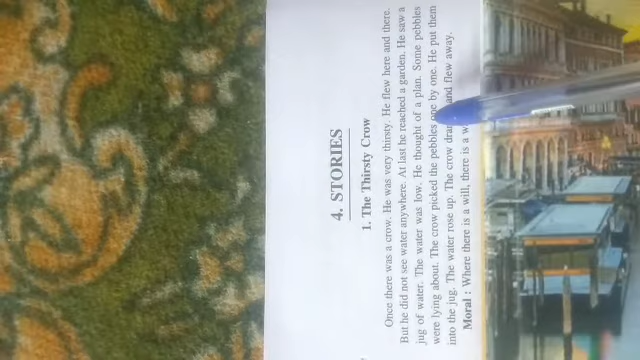 4. STORIES
1. The Thirsty Crow
Once there was a crow. He was very thirsty. He flew here and there.
But he did not see water anywhere. At last he reached a garden. He saw a
jug of water. The water was low. He thought of a plan. Some pebbles
were lying about. The crow picked the pebbles one by one. He put them
into the jug. The water rose up. The crow and flew away.
Moral : Where there is a will, there is a